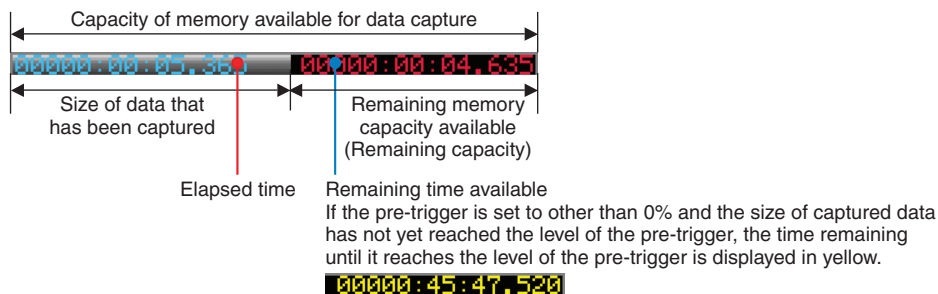 Capacity of memory available for data capture
00000:00:05.365 00000:00:04.635
Size of data that
has been captured
Remaining memory
capacity available
(Remaining capacity)
Elapsed time
Remaining time available
If the pre-trigger is set to other than 0% and the size of captured data
has not yet reached the level of the pre-trigger, the time remaining
until it reaches the level of the pre-trigger is displayed in yellow.
00000:45:47.520